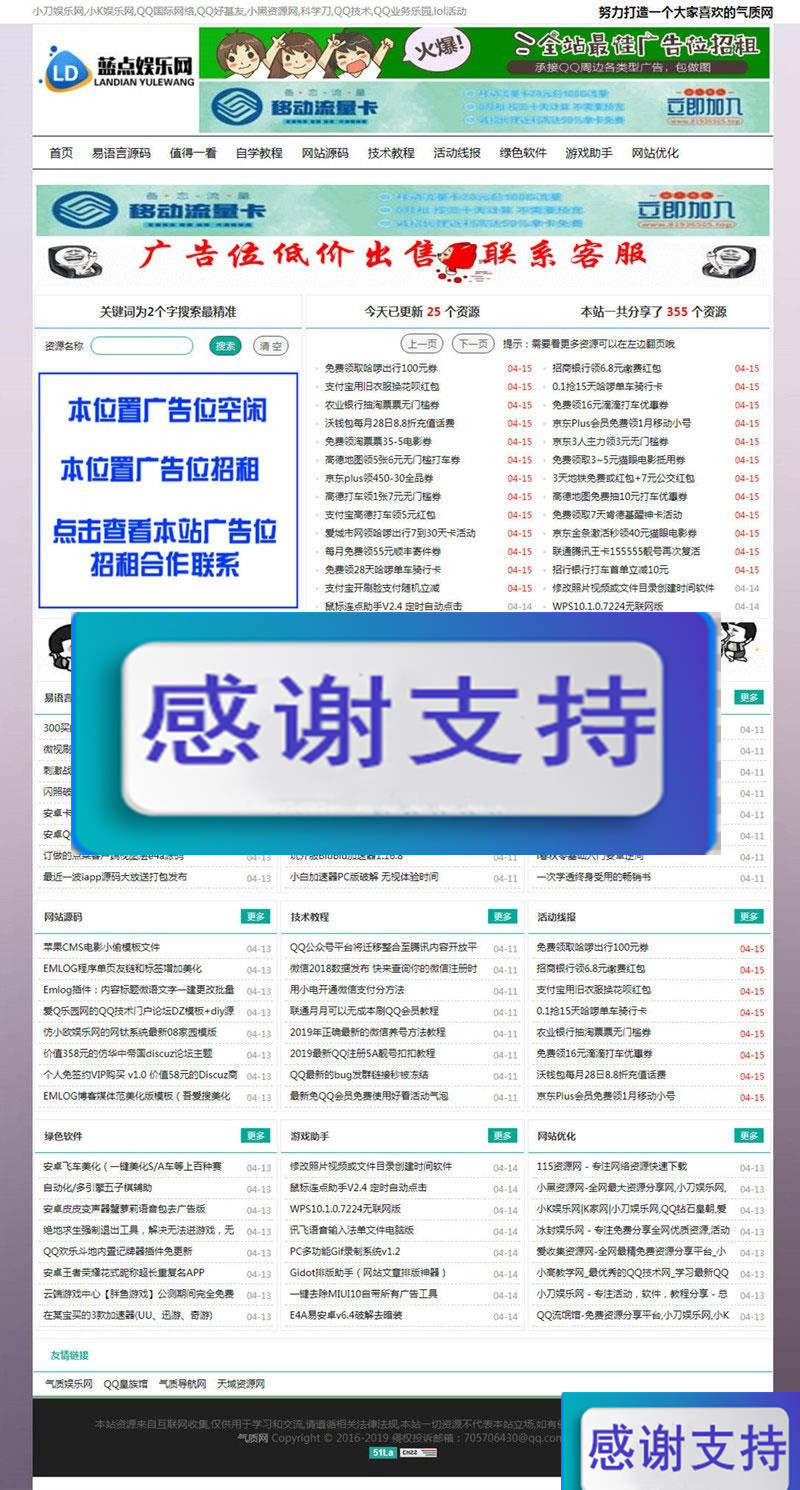 小刀娱乐网,小K娱乐网,QQ国际网络,QQ好基友,小黑资源网,科学刀,QQ技术,QQ业务乐园,lol活动
努力打造一个大家喜欢的气质网
LD 蓝点娱乐网
LANDIAN YULEWANG
火爆!
全站最佳广告位招租
承接QQ周边各类型广告，包做图
移动流量卡
立即加入
首页 易语言源码 值得一看 自学教程 网站源码 技术教程 活动线报 绿色软件 游戏助手 网站优化
移动流量卡
立即加入
广告位低价出售 联系客服
关键词为2个字搜索最精准
今天已更新 25 个资源
本站一共分享了 355 个资源
资源名称 搜索 清 空
上一页 下一页 提示：需要看更多资源可以在左边翻页哦
本位置广告位空闲
本位置广告位招租
点击查看本站广告位
招租合作联系
免费领取哈啰出行100元券 04-15
招商银行领6.8元缴费红包 04-15
支付宝用旧衣服换花呗红包 04-15
0.1抢15天哈啰单车骑行卡 04-15
农业银行抽淘票票无门槛券 04-15
免费领16元滴滴打车优惠券 04-15
沃钱包每月28日8.8折充值话费 04-15
京东Plus会员免费领1月移动小号 04-15
免费领淘票票35-5电影券 04-15
京东3人主力领3元无门槛券 04-15
高德地图领5张6元无门槛打车券 04-15
免费领取3~5元猫眼电影抵用券 04-15
京东plus领450-30全品券 04-15
3天地铁免费或红包+7元公交红包 04-15
高德打车领1张7元无门槛券 04-15
高德地图免费抽10元打车优惠券 04-15
支付宝高德打车领5元红包 04-15
免费领取7天肯德基醒神卡活动 04-15
爱城市网领哈啰出行7到30天卡活动 04-15
京东金条激活秒领40元猫眼电影券 04-15
每月免费领55元顺丰寄件券 04-15
联通腾讯王卡155555靓号再次复活 04-15
免费领28天哈啰单车骑行卡 04-15
招行银行打车首单立减10元 04-15
支付宝开刷脸支付随机立减 04-15
修改照片视频或文件目录创建时间软件 04-14
鼠标连点助手V2.4 定时自动点击 04-14
WPS10.1.0.7224无联网版 04-14
感谢支持
易语言
更多
300买
04-11
微视刷
04-11
刺激战
04-11
闪照破
04-11
安卓卡
04-11
安卓Q
04-11
04-13
04-13
04-11
最近一波iapp源码大放送打包发布 04-13
小白加速器PC版破解 无视体验时间 04-13
一次学透终身受用的畅销书 04-11
网站源码 更多
苹果CMS电影小偷模板文件 04-13
EMLOG程序单页友链和标签增加美化 04-13
Emlog插件：内容标题微语文字一建更改批量 04-13
爱Q乐园网的QQ技术门户论坛DZ模板+diy源 04-13
仿小欧娱乐网的网钛系统最新08家园模版 04-13
价值358元的仿华中帝国discuz论坛主题 04-13
个人免签约VIP购买 v1.0 价值58元的Discuz商 04-13
EMLOG博客媒体范美化版模板（吾爱搜美化 04-13
技术教程 更多
QQ公众号平台将迁移整合至腾讯内容开放平 04-11
微信2018数据发布 快来查询你的微信注册时 04-11
用小电开通微信支付分方法 04-11
联通月月可以无成本刷QQ会员教程 04-11
2019年正确最新的微信养号方法教程 04-11
2019最新QQ注册5A靓号扣扣教程 04-11
QQ最新的bug发群链接秒被冻结 04-11
最新免QQ会员免费使用好看活动气泡 04-11
活动线报 更多
免费领取哈啰出行100元券 04-15
招商银行领6.8元缴费红包 04-15
支付宝用旧衣服换花呗红包 04-15
0.1抢15天哈啰单车骑行卡 04-15
农业银行抽淘票票无门槛券 04-15
免费领16元滴滴打车优惠券 04-15
沃钱包每月28日8.8折充值话费 04-15
京东Plus会员免费领1月移动小号 04-15
绿色软件 更多
安卓飞车美化（一键美化S/A车等上百种赛 04-13
自动化/多引擎五子棋辅助 04-13
安卓皮皮变声器蟹萝莉语音包去广告版 04-13
绝地求生强制退出工具，解决无法进游戏，无 04-13
QQ欢乐斗地内置记牌器插件免更新 04-13
安卓王者荣耀花式昵称超长重复名APP 04-13
云端游戏中心【胖鱼游戏】公测期间完全免费 04-13
在某宝买的3款加速器(UU、迅游、奇游) 04-13
游戏助手 更多
修改照片视频或文件目录创建时间软件 04-14
鼠标连点助手V2.4 定时自动点击 04-14
WPS10.1.0.7224无联网版 04-14
讯飞语音输入法单文件电脑版 04-14
PC多功能Gif录制系统v1.2 04-14
Gidot排版助手（网站文章排版神器） 04-14
一键去除MIUI10自带所有广告工具 04-14
E4A易安卓v6.4破解去暗装 04-14
网站优化 更多
115资源网 - 专注网络资源快速下载 04-13
小黑资源网-全网最大资源分享网,小刀娱乐网, 04-13
小K娱乐网|K家网|小刀娱乐网,QQ钻石皇朝,爱 04-13
冰封娱乐网 - 专注免费分享全网优质资源,活动 04-13
爱收集资源网-全网最精免费资源分享平台_小 04-13
小高教学网_最优秀的QQ技术网_学习最新QQ 04-13
小刀娱乐网 - 专注活动，软件，教程分享 - 总 04-13
QQ流氓馆-免费资源分享平台,小刀娱乐网,小K 04-13
友情链接
气质娱乐网 QQ皇族馆 气质导航网 天域资源网
本站资源来自互联网收集,仅供用于学习和交流,请遵循相关法律法规,本站一切资源不代表本站立场,如有
气质网 Copyright © 2016-2019 侵权投诉邮箱：705706430@qq.com
51La CNZZ
感谢支持